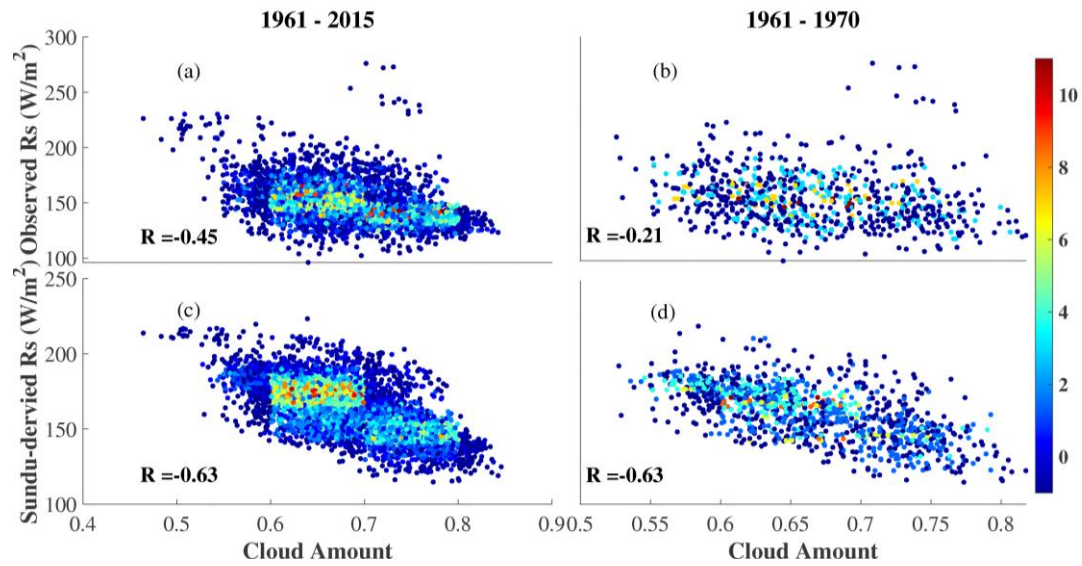 1961 - 2015
1961 - 1970
Observed Rs (W/m²)
300
250
200
150
100
(a)
R =-0.45
(b)
R =-0.21
Sundu-dervied Rs (W/m²)
250
200
150
100
(c)
R =-0.63
(d)
R =-0.63
0.4 0.5 0.6 0.7 0.8 0.9
0.5 0.55 0.6 0.65 0.7 0.75 0.8
Cloud Amount
Cloud Amount
10
8
6
4
2
0